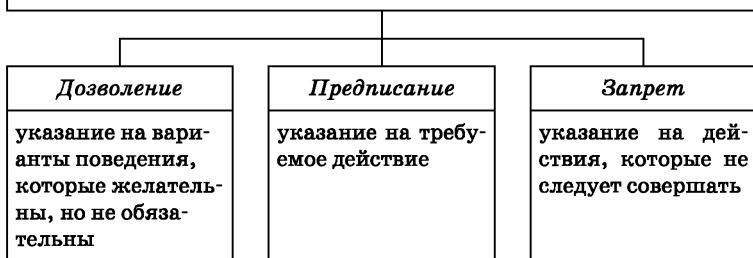 Дозволение
указание на вари-
анты поведения,
которые желатель-
ны, но не обяза-
тельны
Предписание
указание на требу-
емое действие
Запрет
указание на дей-
ствия, которые не
следует совершать